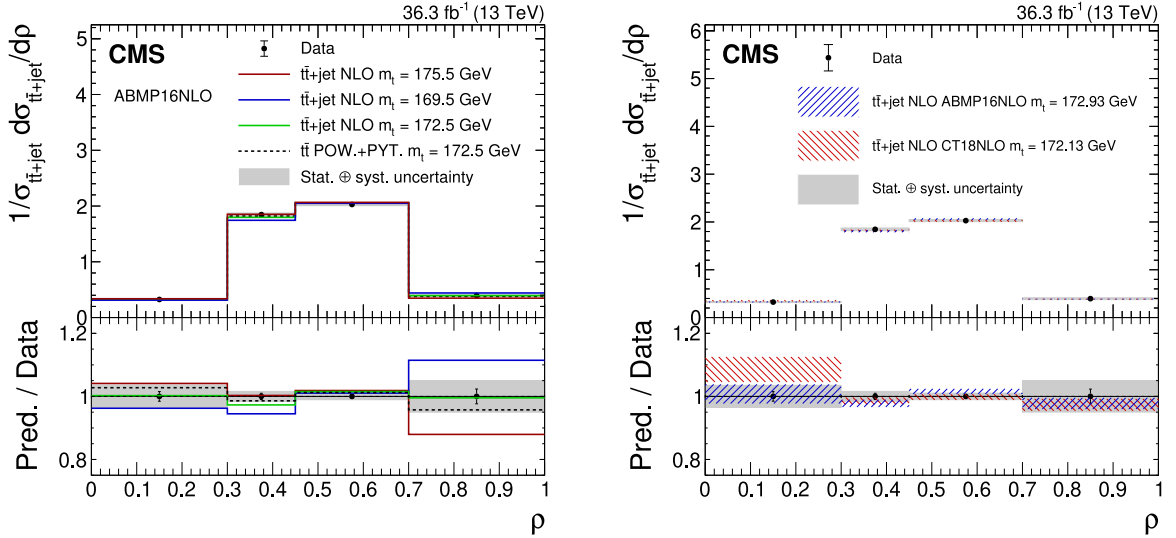 36.3 fb⁻¹ (13 TeV)
CMS
ABMP16NLO
Data
tt̄+jet NLO mₜ = 175.5 GeV
tt̄+jet NLO mₜ = 169.5 GeV
tt̄+jet NLO mₜ = 172.5 GeV
tt̄ POW.+PYT. mₜ = 172.5 GeV
Stat. ⊕ syst. uncertainty
1/σ_tt̄+jet dσ_tt̄+jet/dρ
5
4
3
2
1
0
Pred. / Data
1.2
1
0.8
0 0.1 0.2 0.3 0.4 0.5 0.6 0.7 0.8 0.9 1
ρ
36.3 fb⁻¹ (13 TeV)
CMS
Data
tt̄+jet NLO ABMP16NLO mₜ = 172.93 GeV
tt̄+jet NLO CT18NLO mₜ = 172.13 GeV
Stat. ⊕ syst. uncertainty
1/σ_tt̄+jet dσ_tt̄+jet/dρ
6
5
4
3
2
1
0
Pred. / Data
1.2
1
0.8
0 0.1 0.2 0.3 0.4 0.5 0.6 0.7 0.8 0.9 1
ρ